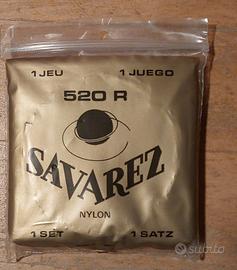 1 JEU 1 JUEGO
520 R
SAVAREZ
NYLON
1 SET 1 SATZ
subito